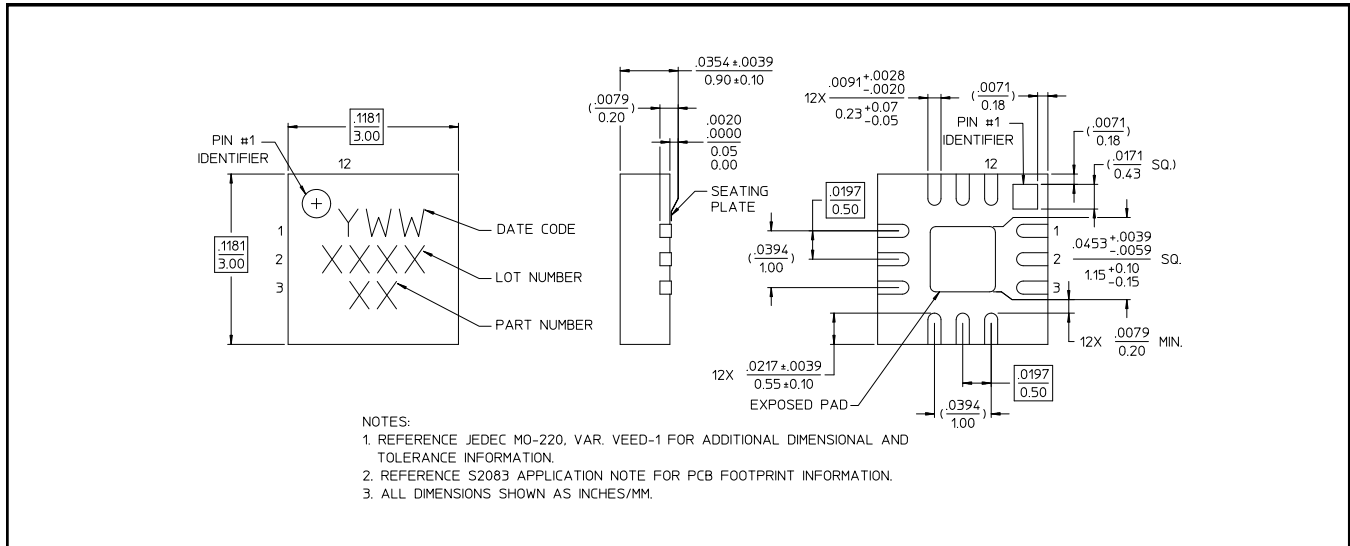 .1181
3.00
PIN #1
IDENTIFIER
12
.1181
3.00
1
2
3
YWW
XXXX
XX
DATE CODE
LOT NUMBER
PART NUMBER
.0354±.0039
0.90±0.10
(.0079
0.20)
.0020
.0000
0.05
0.00
SEATING
PLATE
12X .0091 +.0028
-.0020
0.23 +0.07
-0.05
(.0071
0.18)
PIN #1
IDENTIFIER
12
(.0071
0.18)
(.0171
0.43 SQ.)
.0197
0.50
(.0394
1.00)
1
2
3
.0453 +.0039
-.0059
1.15 +0.10
-0.15 SQ.
12X .0079
0.20 MIN.
12X .0217±.0039
0.55±0.10
EXPOSED PAD
.0197
0.50
(.0394
1.00)
NOTES:
1. REFERENCE JEDEC MO-220, VAR. VEED-1 FOR ADDITIONAL DIMENSIONAL AND
TOLERANCE INFORMATION.
2. REFERENCE S2083 APPLICATION NOTE FOR PCB FOOTPRINT INFORMATION.
3. ALL DIMENSIONS SHOWN AS INCHES/MM.